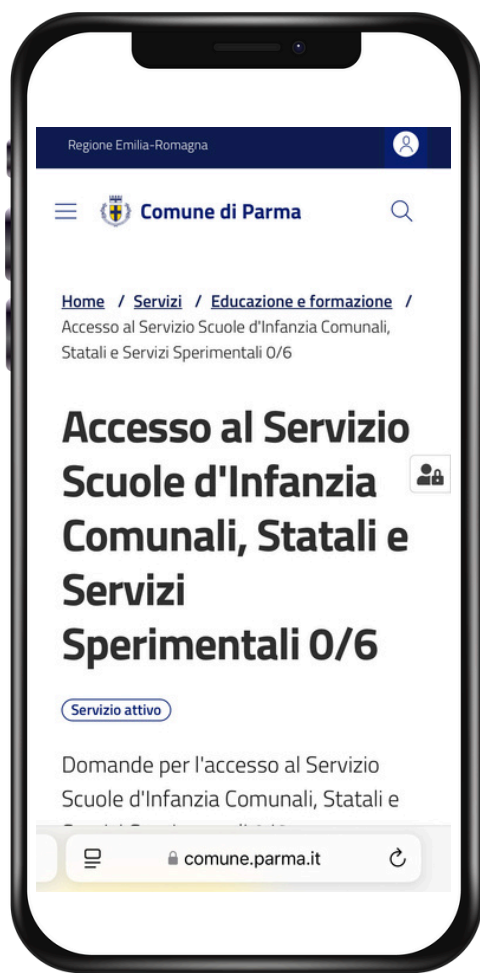 Regione Emilia-Romagna
Comune di Parma
Home / Servizi / Educazione e formazione /
Accesso al Servizio Scuole d'Infanzia Comunali,
Statali e Servizi Sperimentali 0/6
Accesso al Servizio
Scuole d'Infanzia
Comunali, Statali e
Servizi
Sperimentali 0/6
Servizio attivo
Domande per l'accesso al Servizio
Scuole d'Infanzia Comunali, Statali e
comune.parma.it